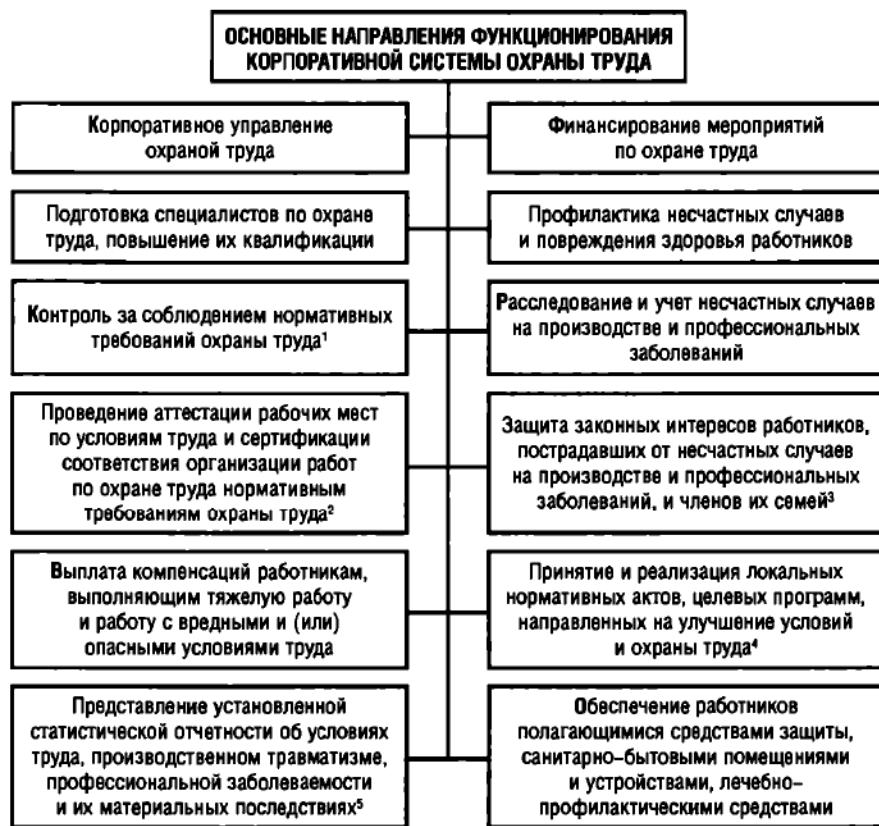 ОСНОВНЫЕ НАПРАВЛЕНИЯ ФУНКЦИОНИРОВАНИЯ
КОРПОРАТИВНОЙ СИСТЕМЫ ОХРАНЫ ТРУДА
Корпоративное управление
охраной труда
Финансирование мероприятий
по охране труда
Подготовка специалистов по охране
труда, повышение их квалификации
Профилактика несчастных случаев
и повреждения здоровья работников
Контроль за соблюдением нормативных
требований охраны труда¹
Расследование и учет несчастных случаев
на производстве и профессиональных
заболеваний
Проведение аттестации рабочих мест
по условиям труда и сертификации
соответствия организации работ
по охране труда нормативным
требованиям охраны труда²
Защита законных интересов работников,
пострадавших от несчастных случаев
на производстве и профессиональных
заболеваний, и членов их семей³
Выплата компенсаций работникам,
выполняющим тяжелую работу
и работу с вредными и (или)
опасными условиями труда
Принятие и реализация локальных
нормативных актов, целевых программ,
направленных на улучшение условий
и охраны труда⁴
Представление установленной
статистической отчетности об условиях
труда, производственном травматизме,
профессиональной заболеваемости
и их материальных последствиях⁵
Обеспечение работников
полагающимися средствами защиты,
санитарно-бытовыми помещениями
и устройствами, лечебно-
профилактическими средствами